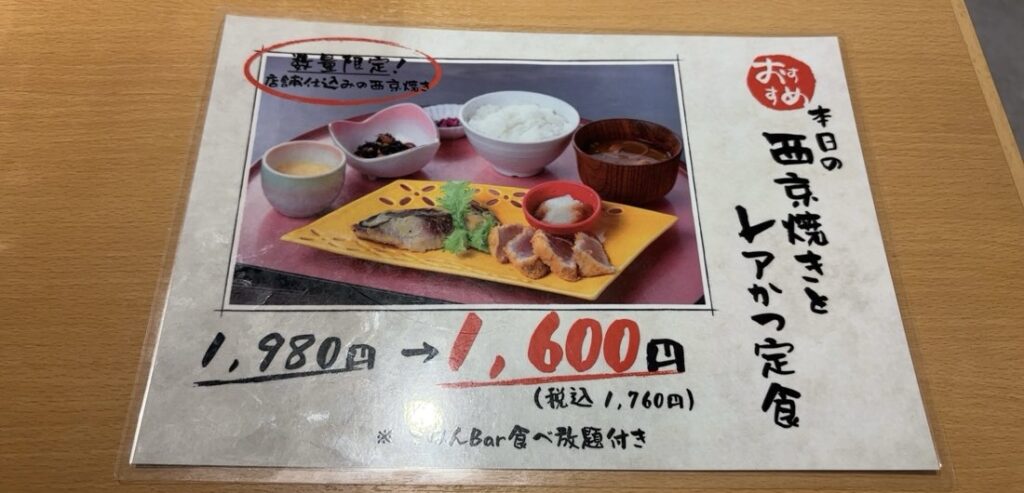 数量限定!
店舗仕込みの西京焼き
おすすめ
本日の
西京焼きと
レアかつ定食
1,980円→1,600円
(税込 1,760円)
※ んBar食べ放題付き